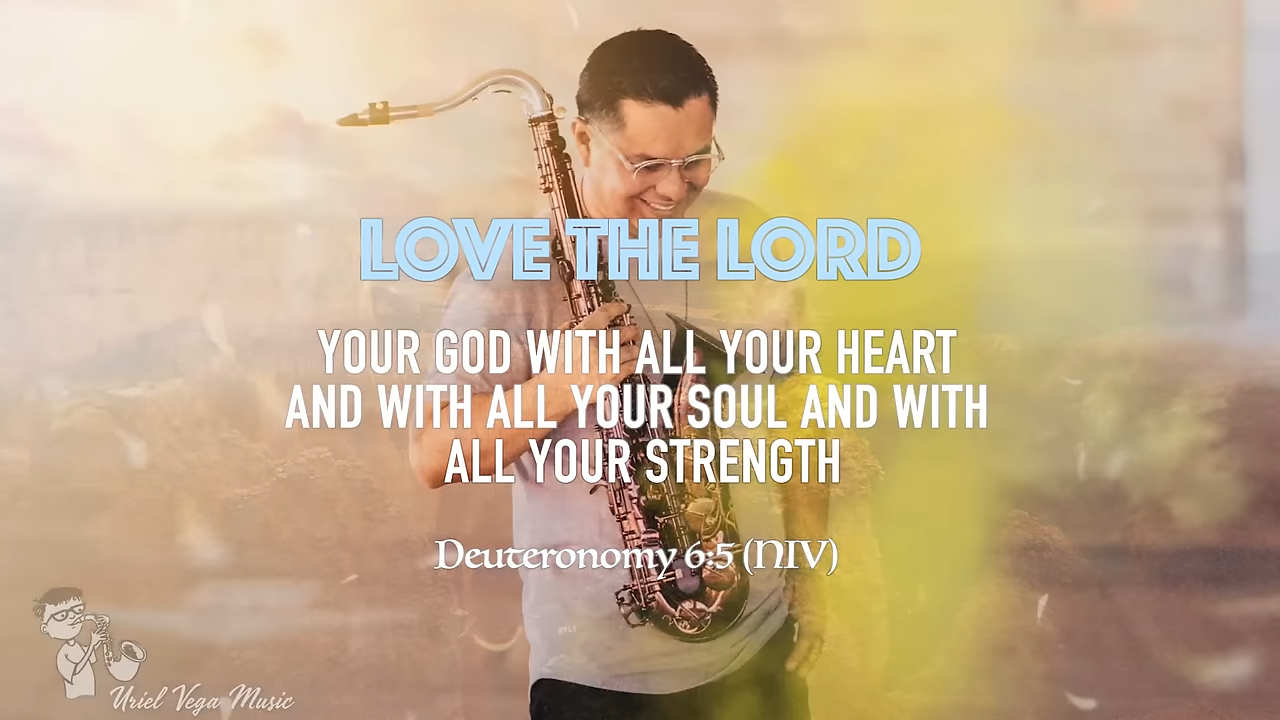 LOVE THE LORD
YOUR GOD WITH ALL YOUR HEART
AND WITH ALL YOUR SOUL AND WITH
ALL YOUR STRENGTH
Deuteronomy 6:5 (NIV)
Uriel Vega Music